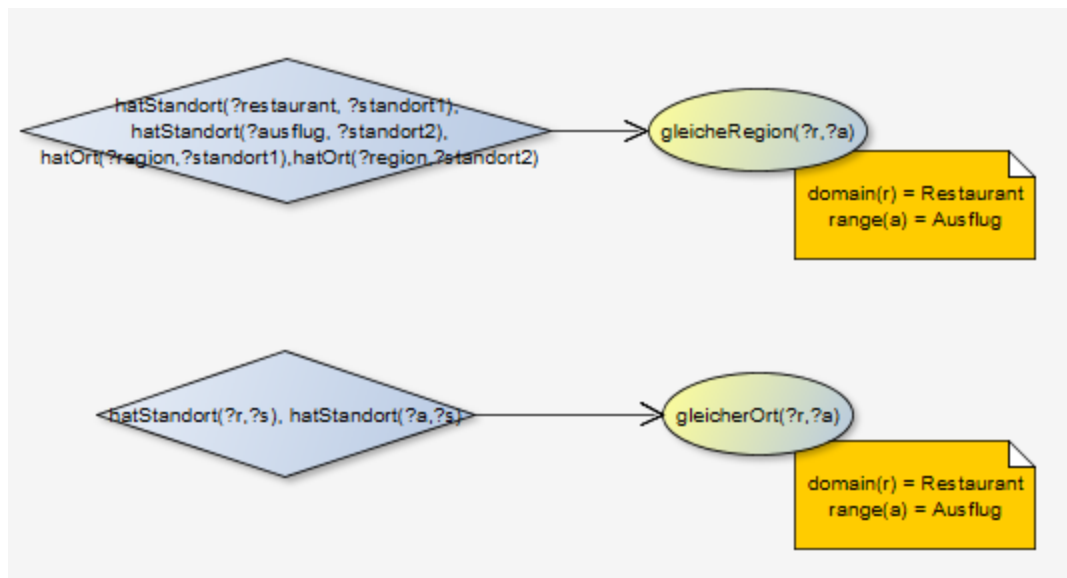 hatStandort(?restaurant, ?standort1),
hatStandort(?ausflug, ?standort2),
hatOrt(?region,?standort1),hatOrt(?region,?standort2)
gleicheRegion(?r,?a)
domain(r) = Restaurant
range(a) = Ausflug
hatStandort(?r,?s), hatStandort(?a,?s)
gleicherOrt(?r,?a)
domain(r) = Restaurant
range(a) = Ausflug